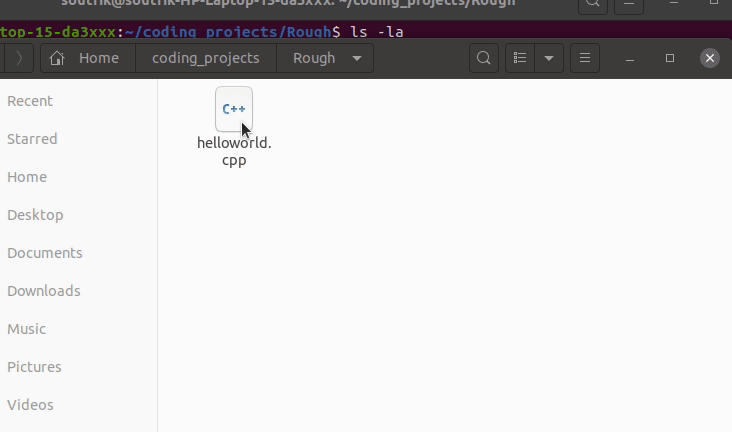 soutrik@soutrik-HP-Laptop-15-da3xxx: ~/coding_projects/Rough
top-15-da3xxx:~/coding_projects/Rough$ ls -la
Home
coding_projects
Rough
Recent
Starred
Home
Desktop
Documents
Downloads
Music
Pictures
Videos
C++
helloworld.
cpp